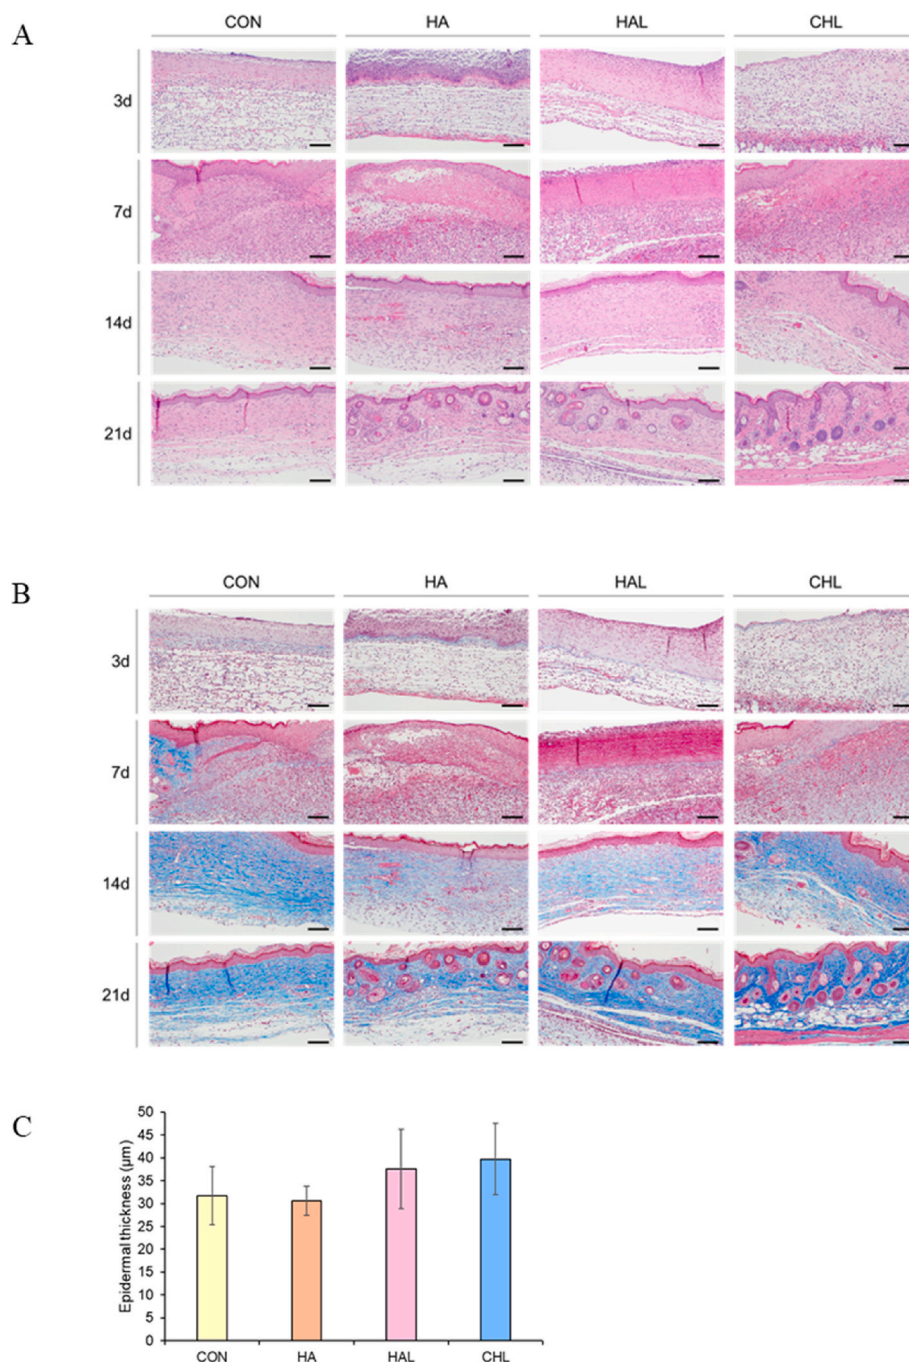 A
CON HA HAL CHL
3d
7d
14d
21d
B
CON HA HAL CHL
3d
7d
14d
21d
C
Epidermal thickness (μm)
50
45
40
35
30
25
20
15
10
5
0
CON HA HAL CHL